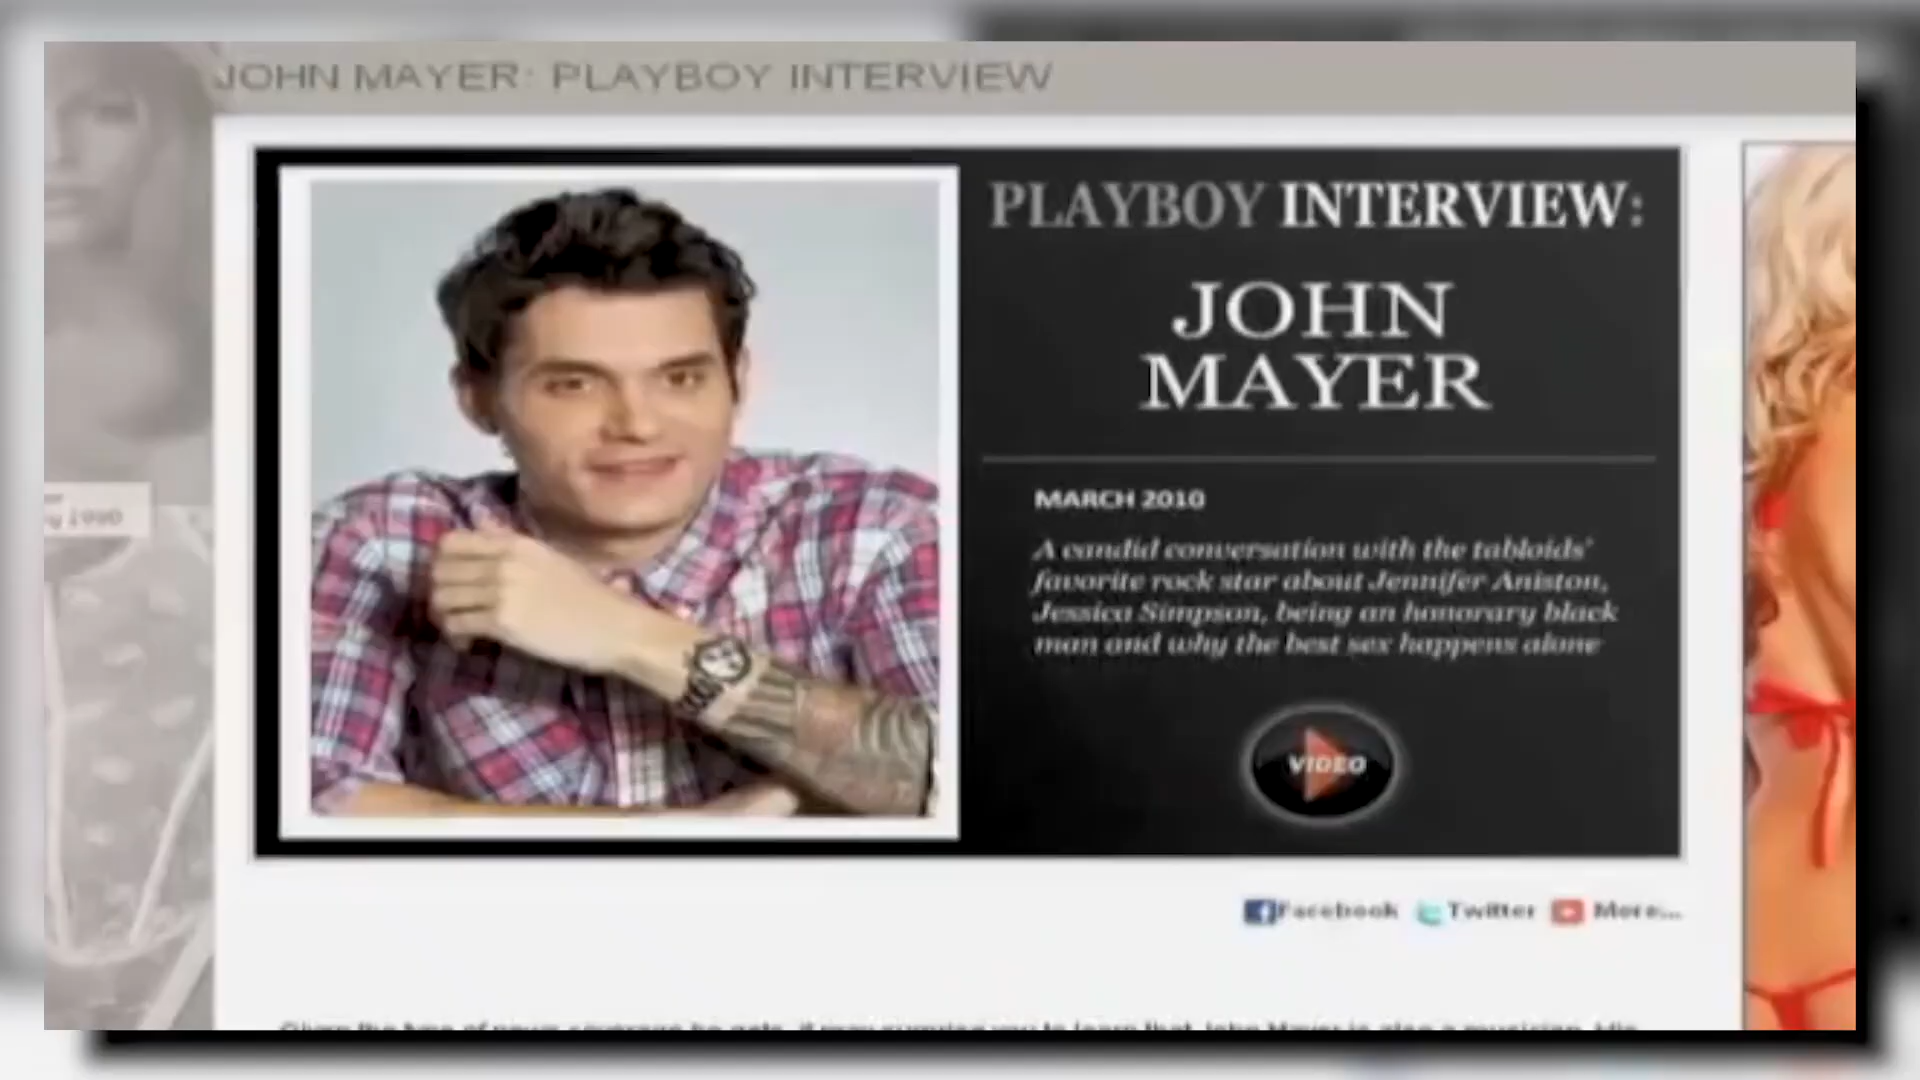 JOHN MAYER: PLAYBOY INTERVIEW
PLAYBOY INTERVIEW:
JOHN
MAYER
MARCH 2010
A candid conversation with the tabloids'
favorite rock star about Jennifer Aniston,
Jessica Simpson, being an honorary black
man and why the best sex happens alone
VIDEO
y 1990
Facebook Twitter More...